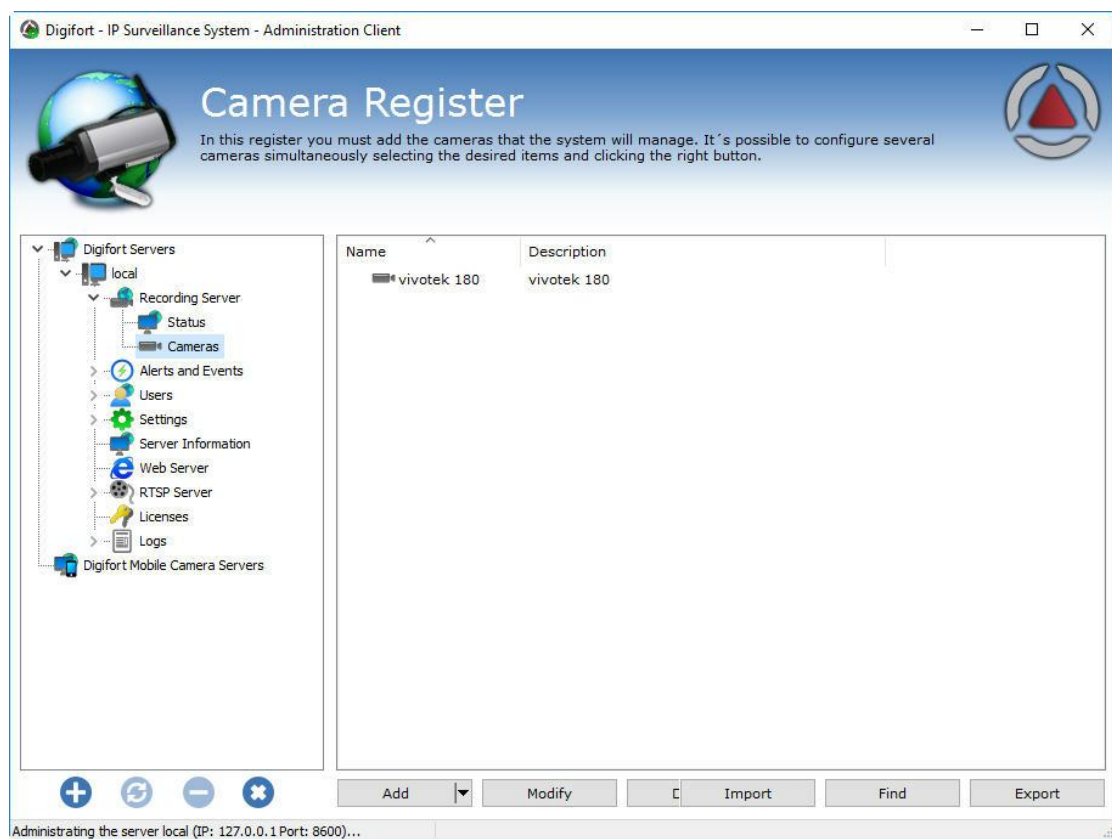 Digifort - IP Surveillance System - Administration Client
Camera Register
In this register you must add the cameras that the system will manage. It´s possible to configure several
cameras simultaneously selecting the desired items and clicking the right button.
Digifort Servers
local
Recording Server
Status
Cameras
Alerts and Events
Users
Settings
Server Information
Web Server
RTSP Server
Licenses
Logs
Digifort Mobile Camera Servers
Name Description
vivotek 180 vivotek 180
Add Modify Import Find Export
Administrating the server local (IP: 127.0.0.1 Port: 8600)...